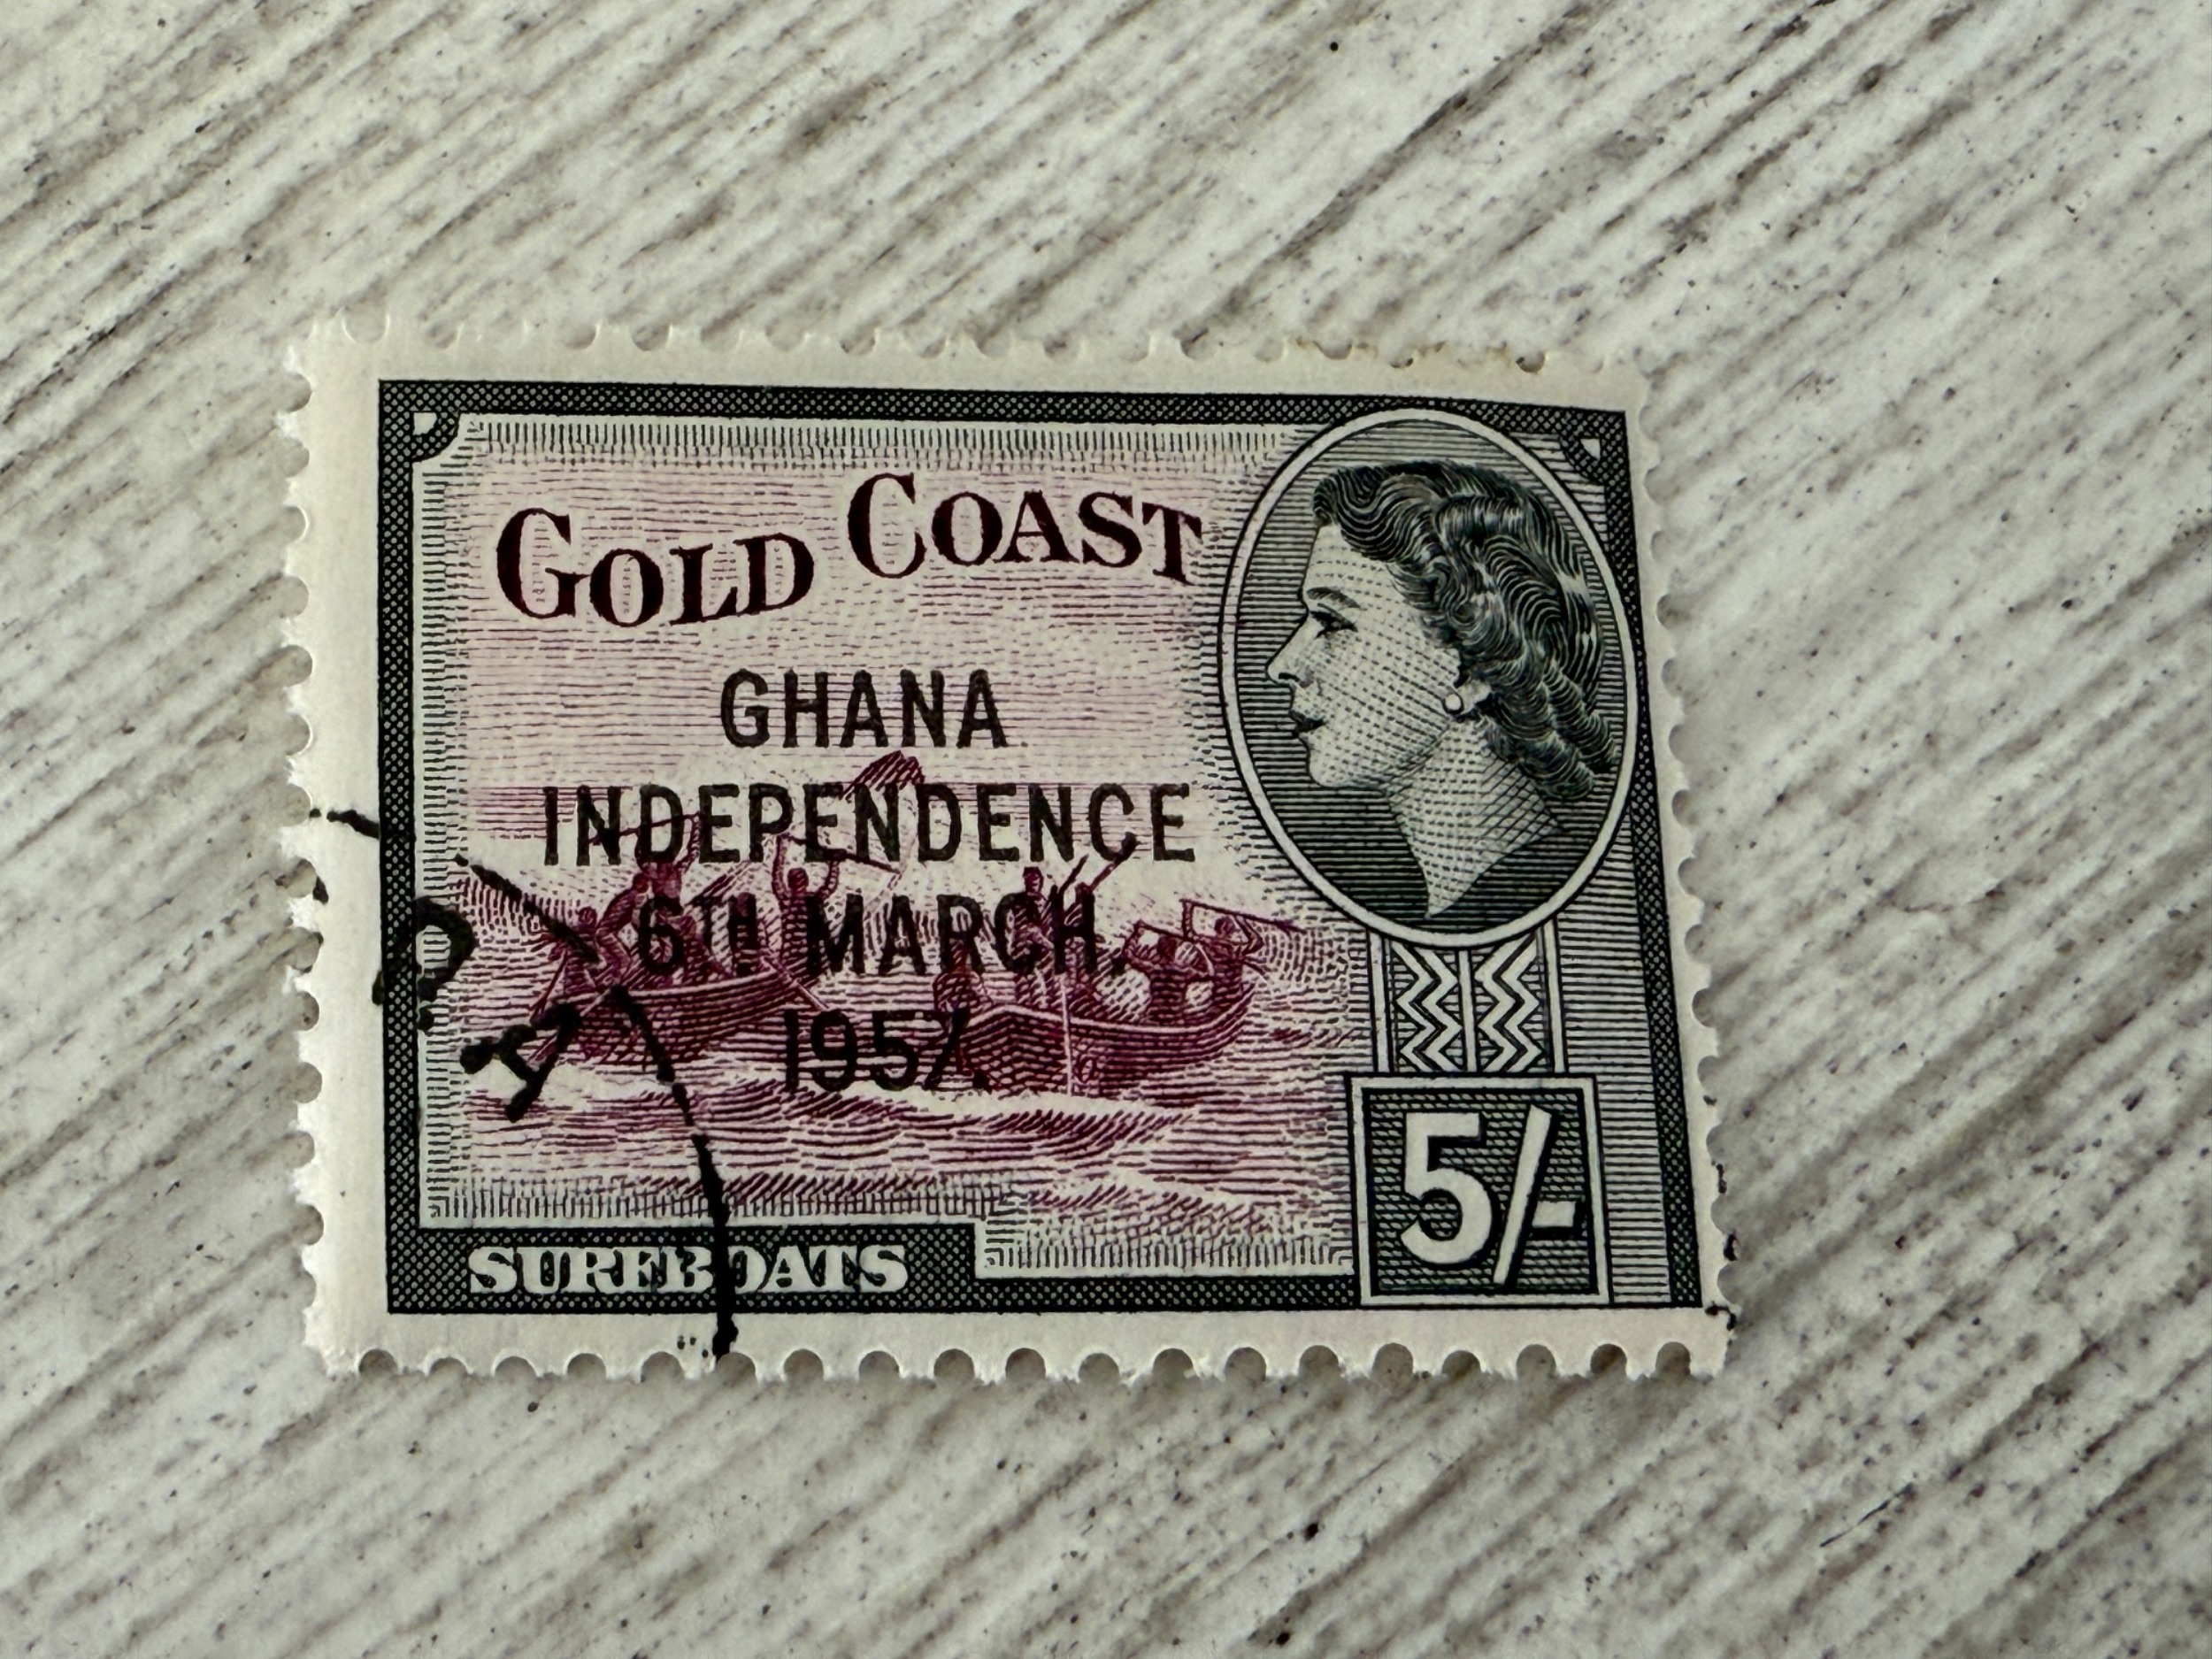 GOLD COAST
GHANA
INDEPENDENCE
6TH MARCH,
1957.
5/-
SURFBOATS